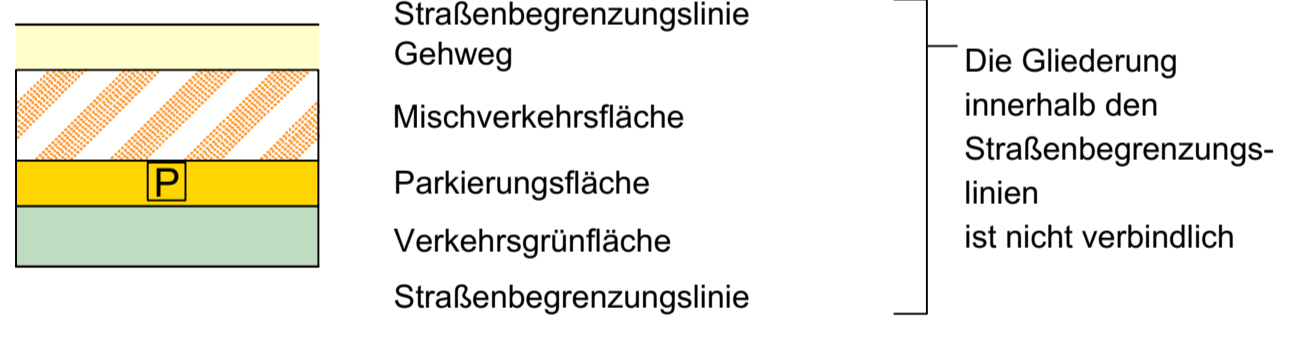 Straßenbegrenzungslinie
Gehweg
Mischverkehrsfläche
P
Parkierungsfläche
Verkehrsgrünfläche
Straßenbegrenzungslinie
Die Gliederung
innerhalb den
Straßenbegrenzungs-
linien
ist nicht verbindlich